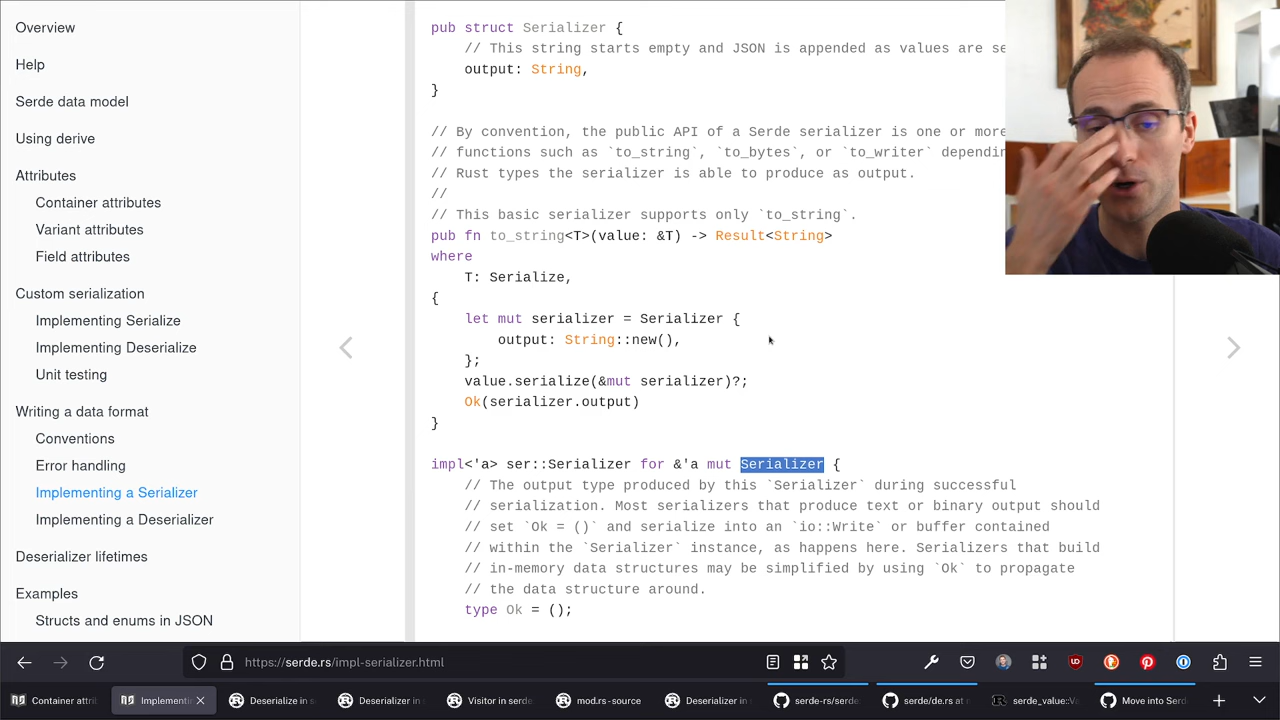 Overview
Help
Serde data model
Using derive
Attributes
Container attributes
Variant attributes
Field attributes
Custom serialization
Implementing Serialize
Implementing Deserialize
Unit testing
Writing a data format
Conventions
Error handling
Implementing a Serializer
Implementing a Deserializer
Deserializer lifetimes
Examples
Structs and enums in JSON
pub struct Serializer {
// This string starts empty and JSON is appended as values are se
output: String,
}
// By convention, the public API of a Serde serializer is one or more
// functions such as `to_string`, `to_bytes`, or `to_writer` dependin
// Rust types the serializer is able to produce as output.
//
// This basic serializer supports only `to_string`.
pub fn to_string<T>(value: &T) -> Result<String>
where
T: Serialize,
{
let mut serializer = Serializer {
output: String::new(),
};
value.serialize(&mut serializer)?;
Ok(serializer.output)
}
impl<'a> ser::Serializer for &'a mut Serializer {
// The output type produced by this `Serializer` during successful
// serialization. Most serializers that produce text or binary output should
// set `Ok = ()` and serialize into an `io::Write` or buffer contained
// within the `Serializer` instance, as happens here. Serializers that build
// in-memory data structures may be simplified by using `Ok` to propagate
// the data structure around.
type Ok = ();
https://serde.rs/impl-serializer.html
Container attrib
Implementin
Deserialize in s
Deserializer in s
Visitor in serde
mod.rs - source
Deserializer in s
serde-rs/serde
serde/de.rs at
serde_value::V
Move into Serd